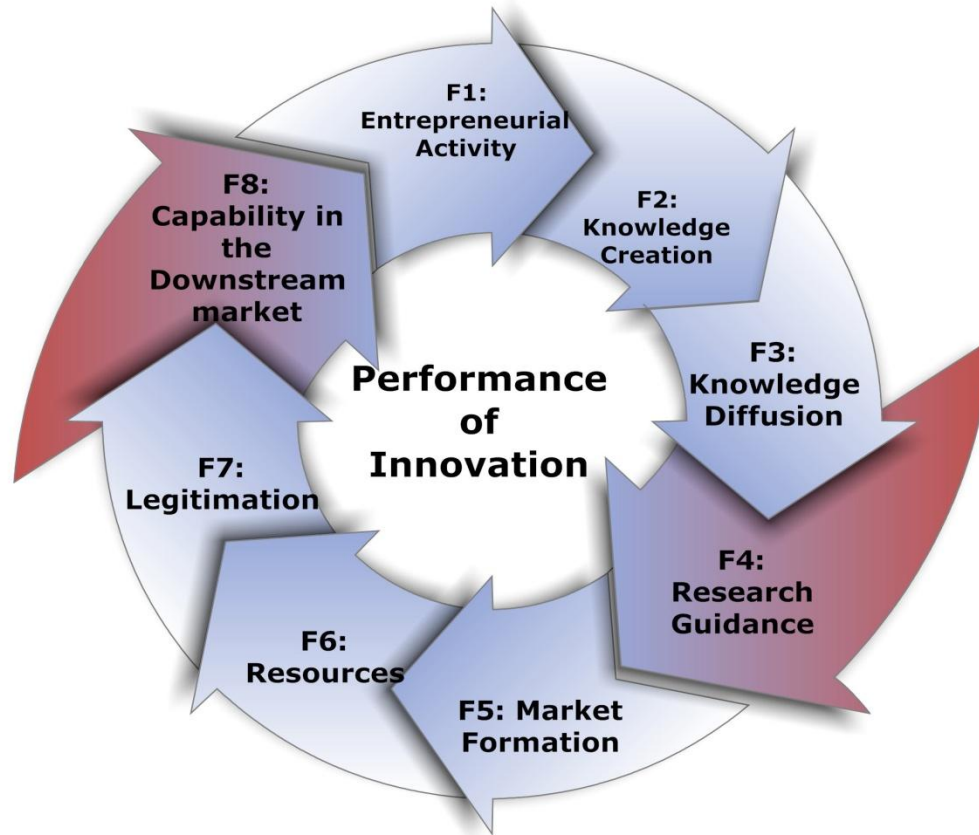 F1:
Entrepreneurial
Activity
F2:
Knowledge
Creation
F3:
Knowledge
Diffusion
F4:
Research
Guidance
F5: Market
Formation
F6:
Resources
F7:
Legitimation
F8:
Capability in
the
Downstream
market
Performance
of
Innovation